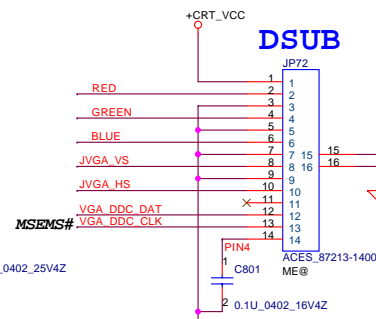 +CRT_VCC
DSUB
JP72
1 1
RED 2 2
3 3
GREEN 4 4
5 5
BLUE 6 6
7 7 15 15
JVGA_VS 8 8 16 16
9 9
JVGA_HS 10 10
11 11
VGA_DDC_DAT 12 12
MSEMS# VGA_DDC_CLK 13 13
14 14
PIN4
ACES_87213-1400
ME@
1
C801
_0402_25V4Z
2 0.1U_0402_16V4Z